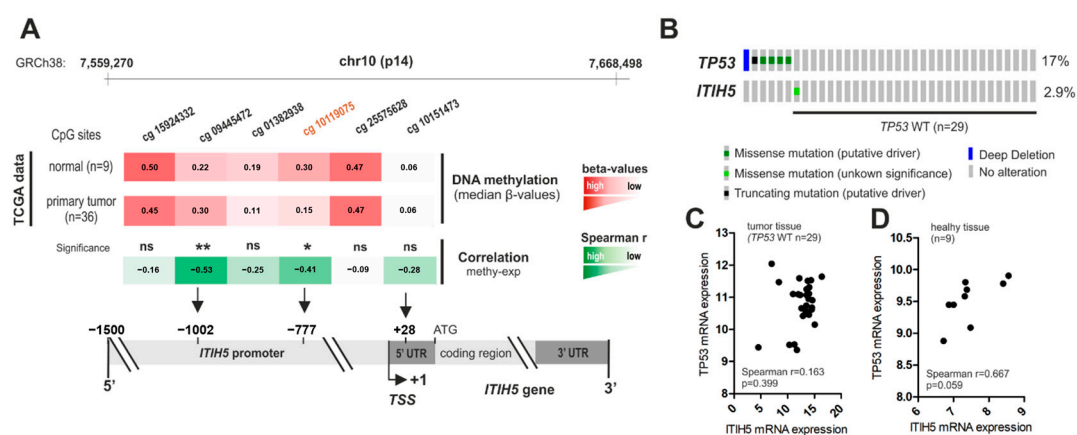 A
GRCh38: 7,559,270 chr10 (p14) 7,668,498
CpG sites
cg 15924332
cg 09445472
cg 01382938
cg 10119075
cg 25575628
cg 10151473
TCGA data
normal (n=9)
0.50 0.22 0.19 0.30 0.47 0.06
primary tumor
(n=36)
0.45 0.30 0.11 0.15 0.47 0.06
DNA methylation
(median β-values)
beta-values
high low
Significance ns ** ns * ns ns
−0.16 −0.53 −0.25 −0.41 −0.09 −0.28
Correlation
methy-exp
Spearman r
high low
−1500 −1002 −777 +28 ATG
ITIH5 promoter 5' UTR coding region 3' UTR
5' +1 ITIH5 gene 3'
TSS
B
TP53 17%
ITIH5 2.9%
TP53 WT (n=29)
Missense mutation (putative driver)
Missense mutation (unkown significance)
Truncating mutation (putative driver)
Deep Deletion
No alteration
C
tumor tissue
(TP53 WT n=29)
TP53 mRNA expression
13
12
11
10
9
8
Spearman r=0.163
p=0.399
0 5 10 15 20
ITIH5 mRNA expression
D
healhy tissue
(n=9)
TP53 mRNA expression
10.5
10.0
9.5
9.0
8.5
8.0
Spearman r=0.667
p=0.059
6 7 8 9
ITIH5 mRNA expression